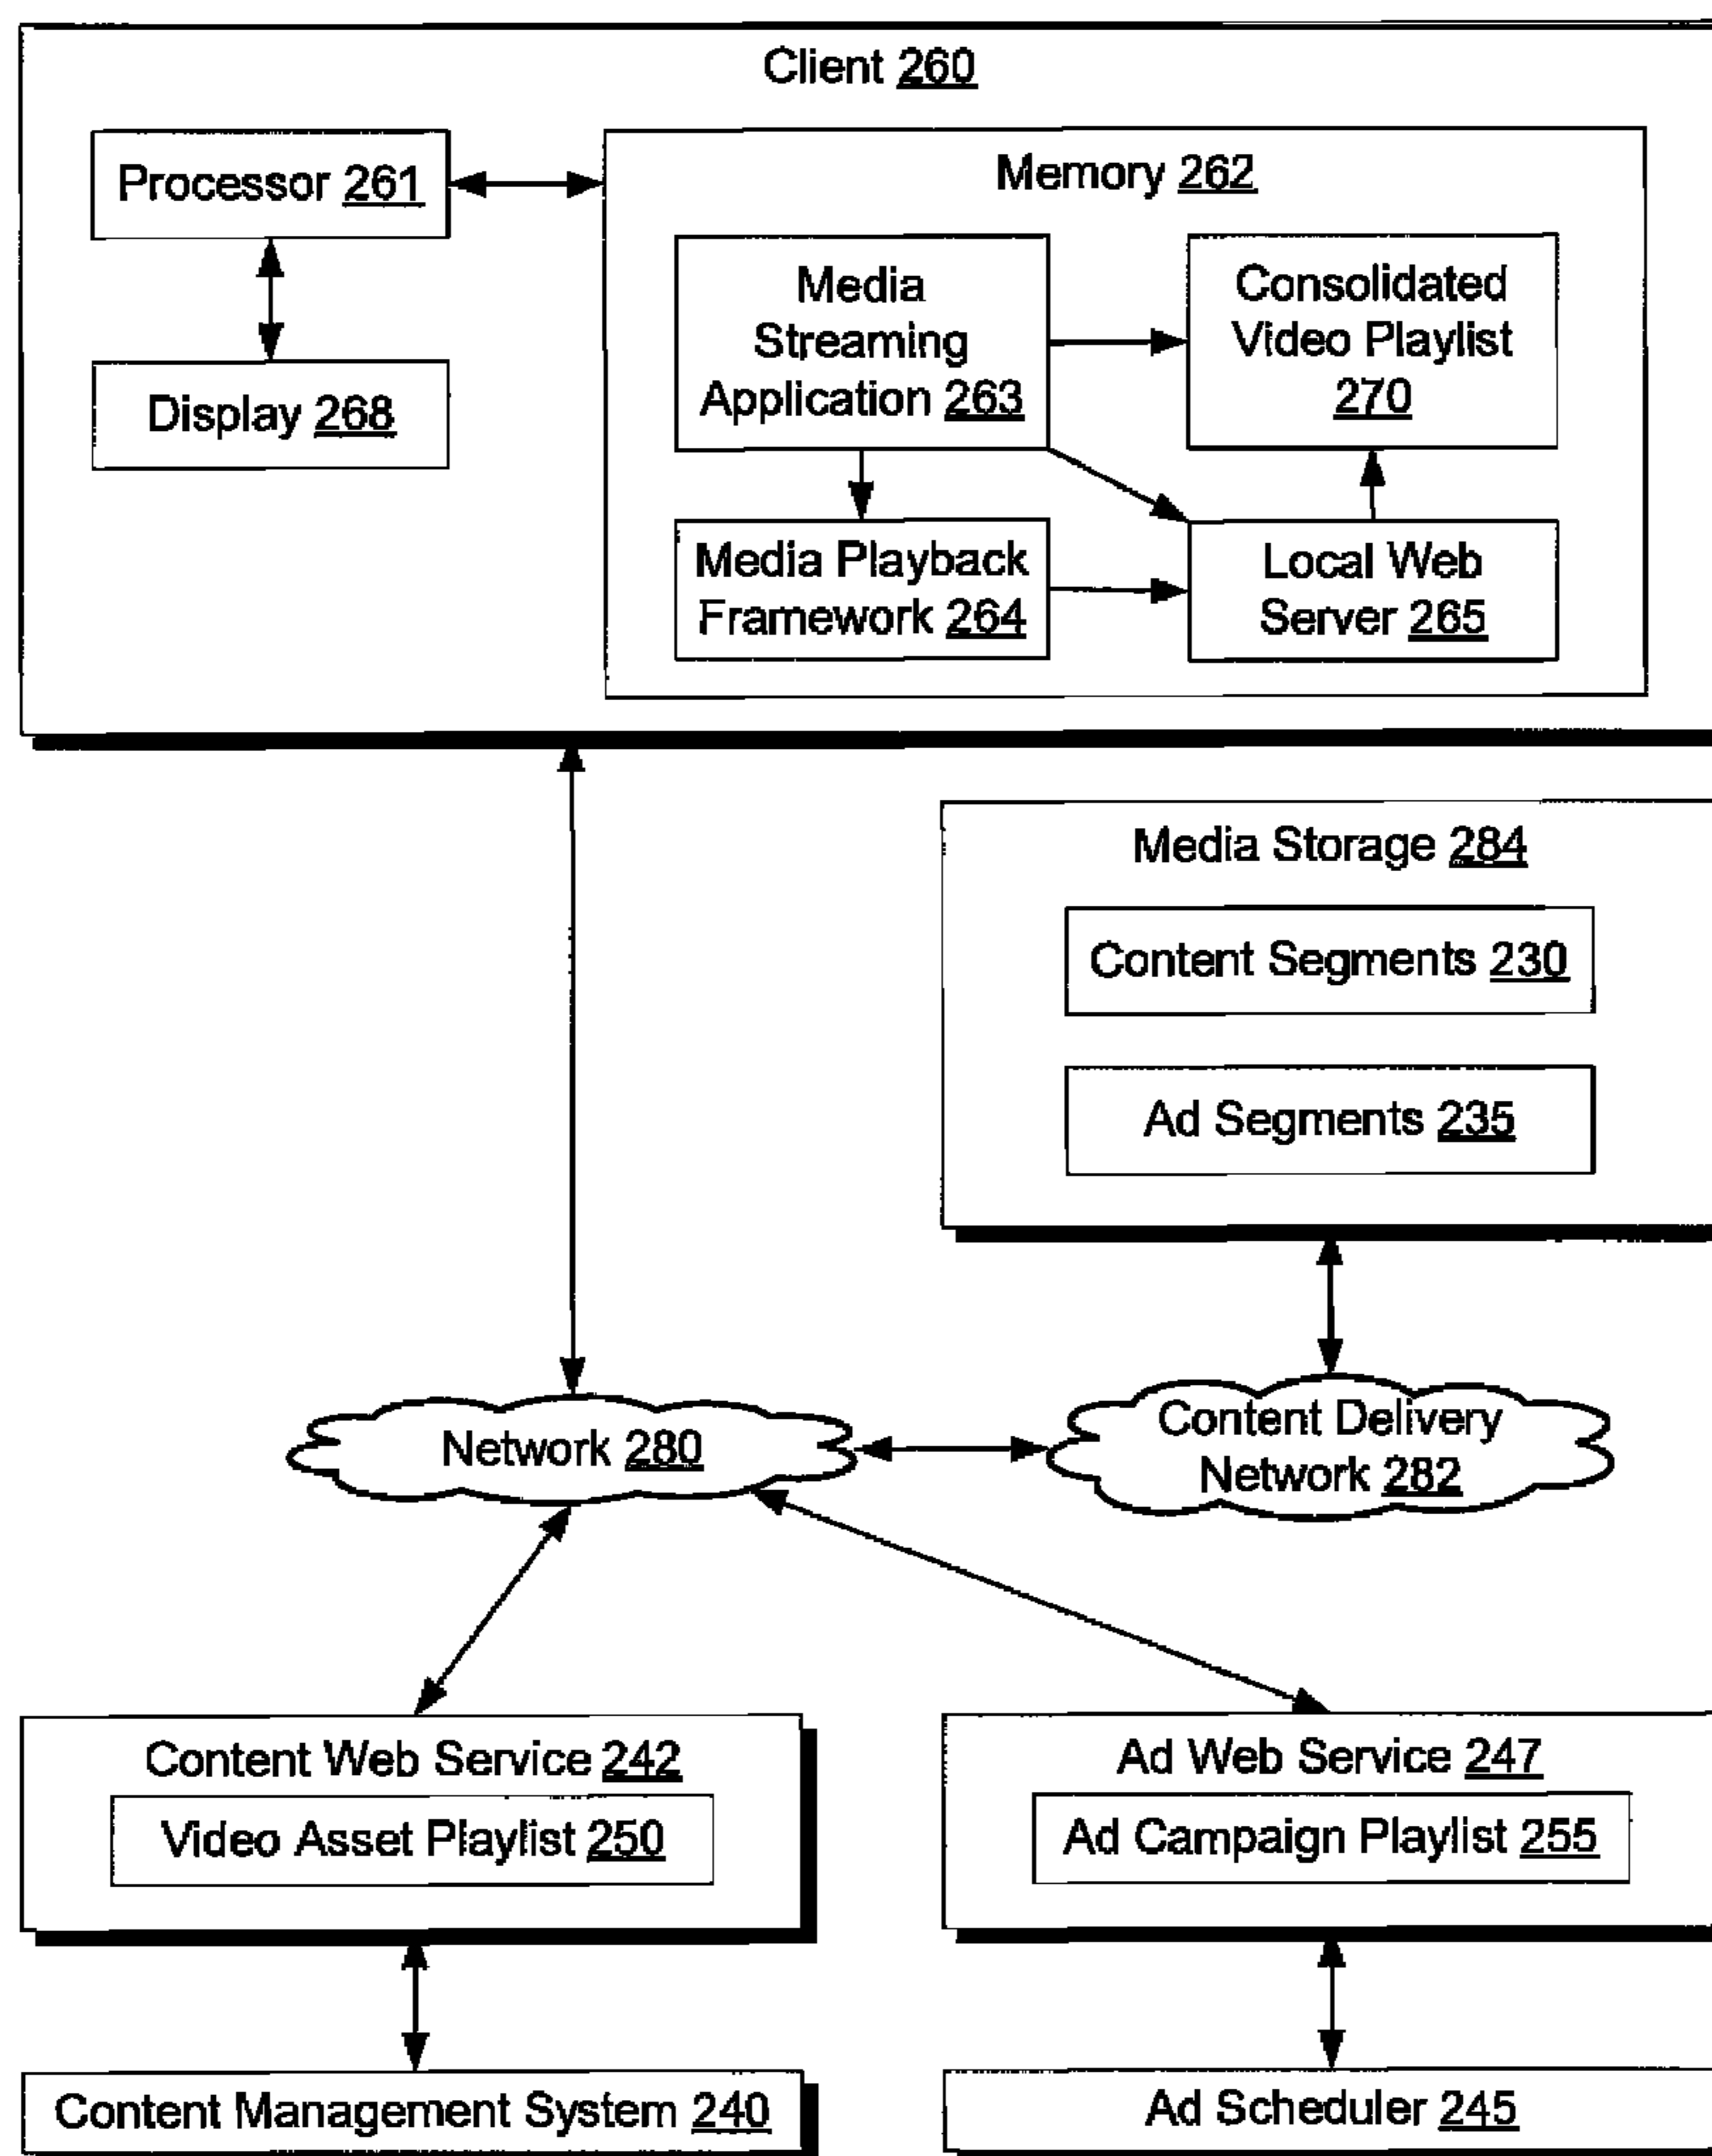 Client 260
Processor 261
Memory 262
Media
Streaming
Application 263
Consolidated
Video Playlist
270
Display 268
Media Playback
Framework 264
Local Web
Server 265
Media Storage 284
Content Segments 230
Ad Segments 235
Network 280
Content Delivery
Network 282
Content Web Service 242
Video Asset Playlist 250
Ad Web Service 247
Ad Campaign Playlist 255
Content Management System 240
Ad Scheduler 245